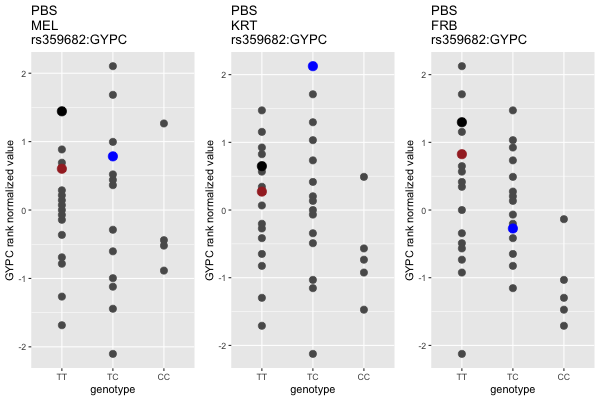 PBS
MEL
rs359682:GYPC
GYPC rank normalized value
2
1
0
-1
-2
TT
TC
CC
genotype
PBS
KRT
rs359682:GYPC
GYPC rank normalized value
2
1
0
-1
-2
TT
TC
CC
genotype
PBS
FRB
rs359682:GYPC
GYPC rank normalized value
2
1
0
-1
-2
TT
TC
CC
genotype